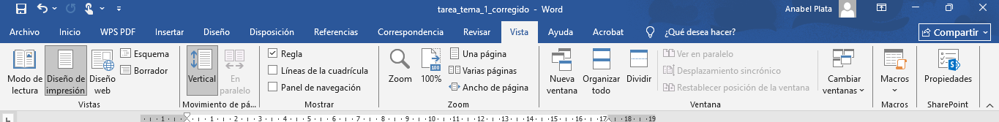 tarea_tema_1_corregido - Word
Anabel Plata
Archivo Inicio WPS PDF Insertar Diseño Disposición Referencias Correspondencia Revisar Vista Ayuda Acrobat ¿Qué desea hacer? Compartir
Modo de lectura
Diseño de impresión
Diseño web
Esquema
Borrador
Vistas
Vertical
En paralelo
Movimiento de pá...
Regla
Líneas de la cuadrícula
Panel de navegación
Mostrar
Zoom
100
100%
Una página
Varias páginas
Ancho de página
Zoom
Nueva ventana
Organizar todo
Dividir
Ver en paralelo
Desplazamiento sincrónico
Restablecer posición de la ventana
Cambiar ventanas
Ventana
Macros
Macros
S
Propiedades
SharePoint
L
1 1 2 3 4 5 6 7 8 9 10 11 12 13 14 15 16 17 18 19